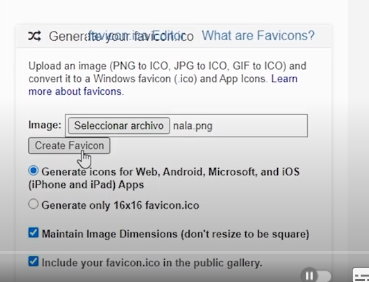 Generate your favicon.ico
favicon.ico Editor
What are Favicons?
Upload an image (PNG to ICO, JPG to ICO, GIF to ICO) and
convert it to a Windows favicon (.ico) and App Icons. Learn
more about favicons.
Image: Seleccionar archivo nala.png
Create Favicon
Generate icons for Web, Android, Microsoft, and iOS
(iPhone and iPad) Apps
Generate only 16x16 favicon.ico
Maintain Image Dimensions (don't resize to be square)
Include your favicon.ico in the public gallery.